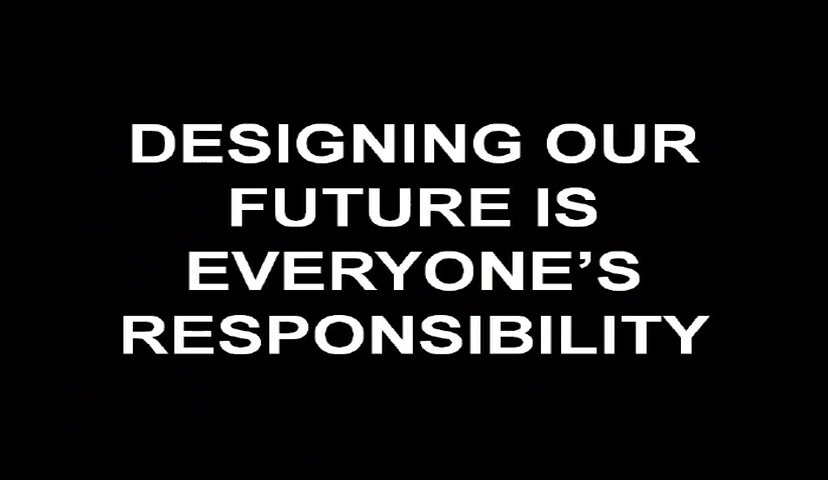 DESIGNING OUR
FUTURE IS
EVERYONE’S
RESPONSIBILITY